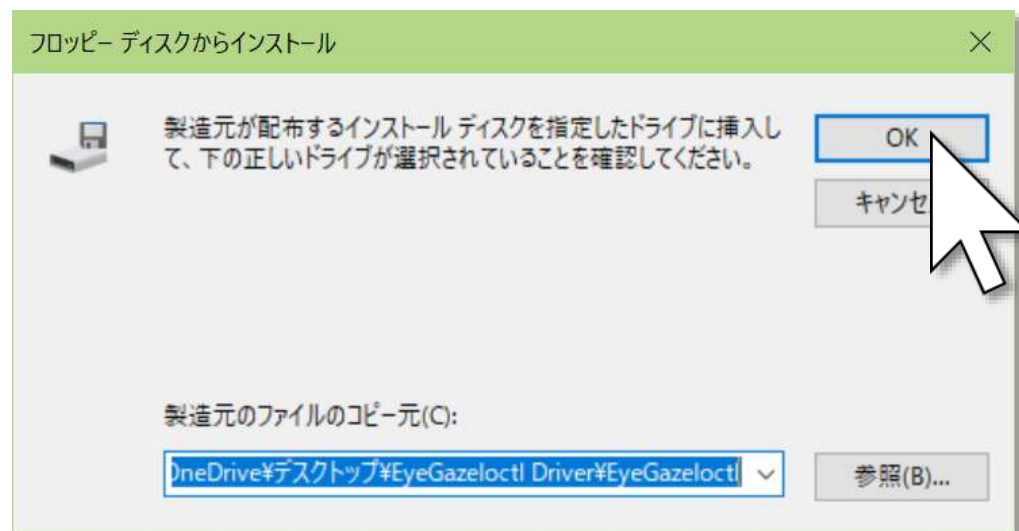 フロッピー ディスクからインストール
製造元が配布するインストール ディスクを指定したドライブに挿入し
て、下の正しいドライブが選択されていることを確認してください。
OK
キャンセ
製造元のファイルのコピー元(C):
OneDrive¥デスクトップ¥EyeGazeIoctl Driver¥EyeGazeIoctl
参照(B)...